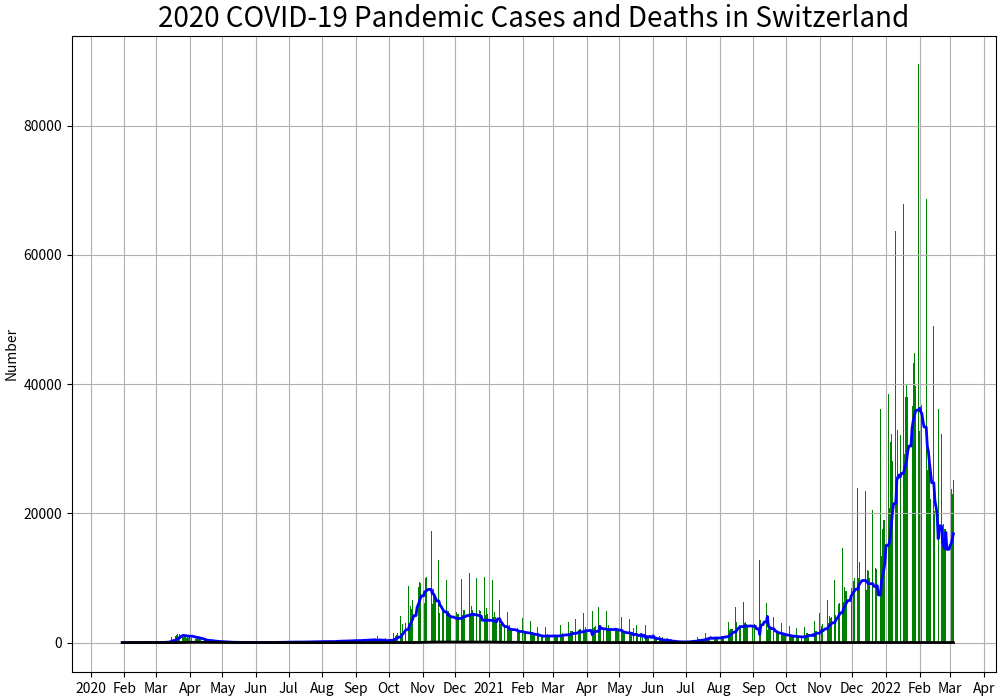 2020 COVID-19 Pandemic Cases and Deaths in Switzerland
80000
60000
40000
20000
0
Number
2020 Feb Mar Apr May Jun Jul Aug Sep Oct Nov Dec 2021 Feb Mar Apr May Jun Jul Aug Sep Oct Nov Dec 2022 Feb Mar Apr